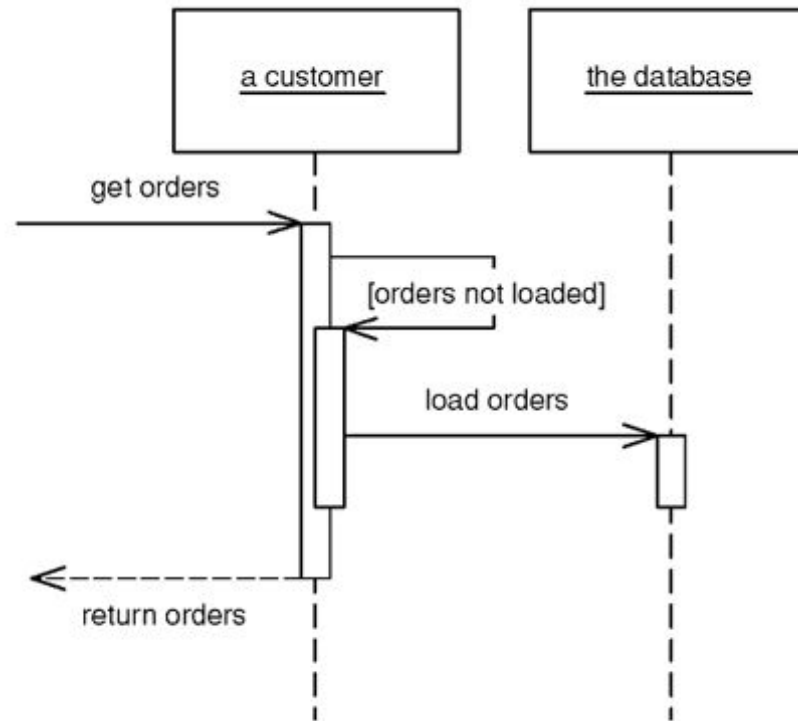 a customer
the database
get orders
[orders not loaded]
load orders
return orders